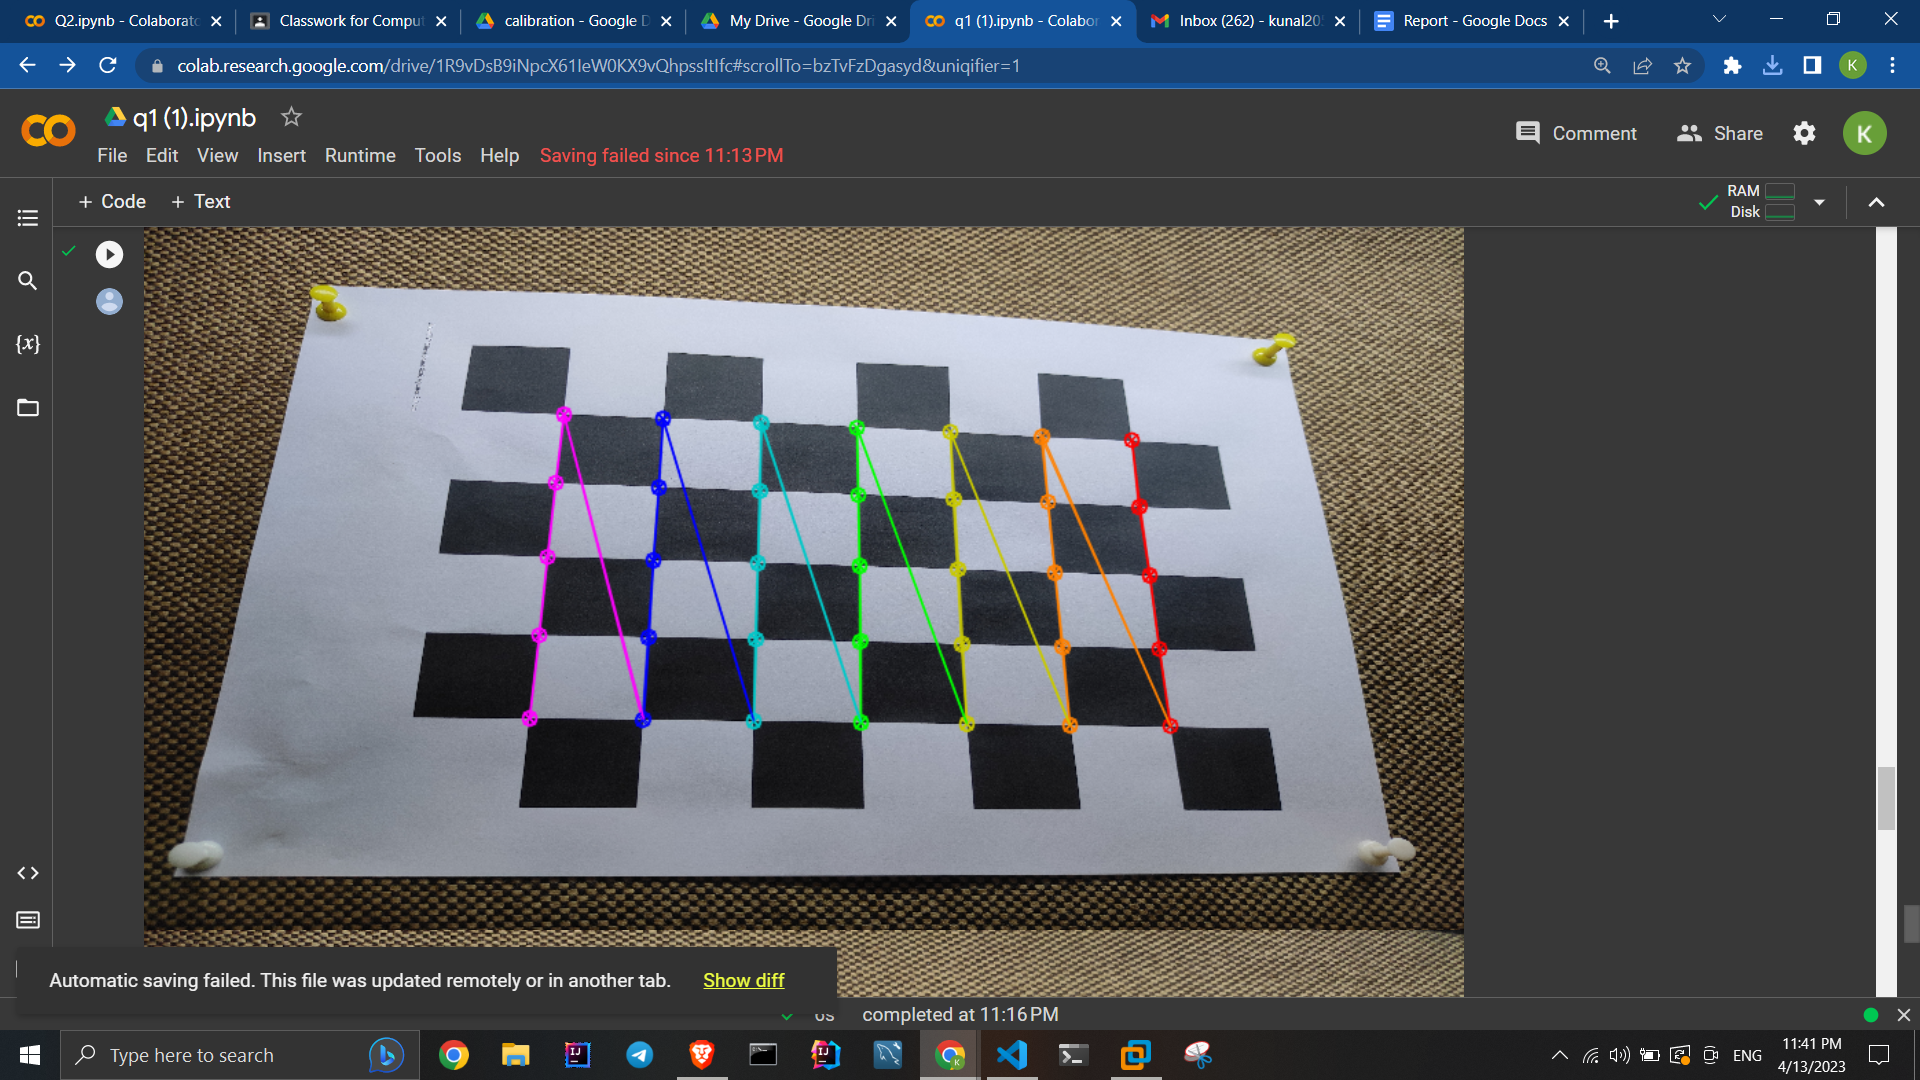 Q2.ipynb - Colaborato
Classwork for Comput
calibration - Google D
My Drive - Google Dri
q1 (1).ipynb - Colabor
Inbox (262) - kunal20
Report - Google Docs
colab.research.google.com/drive/1R9vDsB9iNpcX61IeW0KX9vQhpssItIfc#scrollTo=bzTvFzDgasyd&uniqifier=1
K
q1 (1).ipynb
Comment
Share
K
File Edit View Insert Runtime Tools Help Saving failed since 11:13 PM
+ Code + Text
RAM
Disk
{x}
Automatic saving failed. This file was updated remotely or in another tab. Show diff
0s completed at 11:16 PM
Type here to search
ENG
11:41 PM
4/13/2023